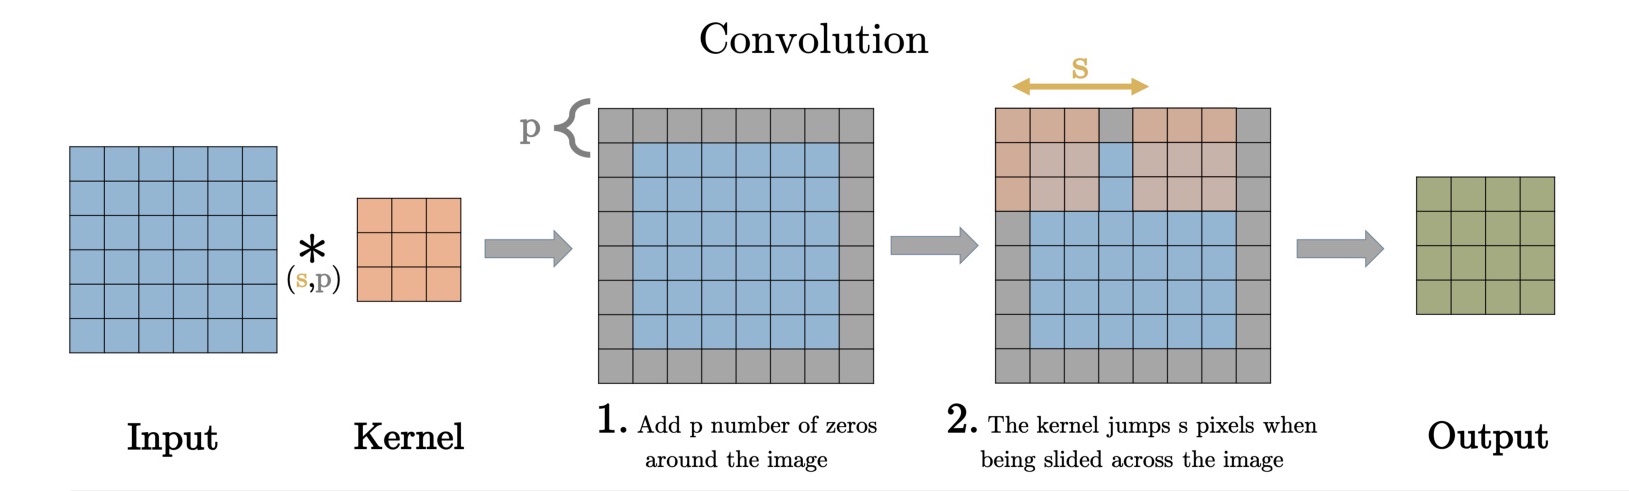 Convolution
s
p
*
(s,p)
1. Add p number of zeros
around the image
2. The kernel jumps s pixels when
being slided across the image
Input
Kernel
Output